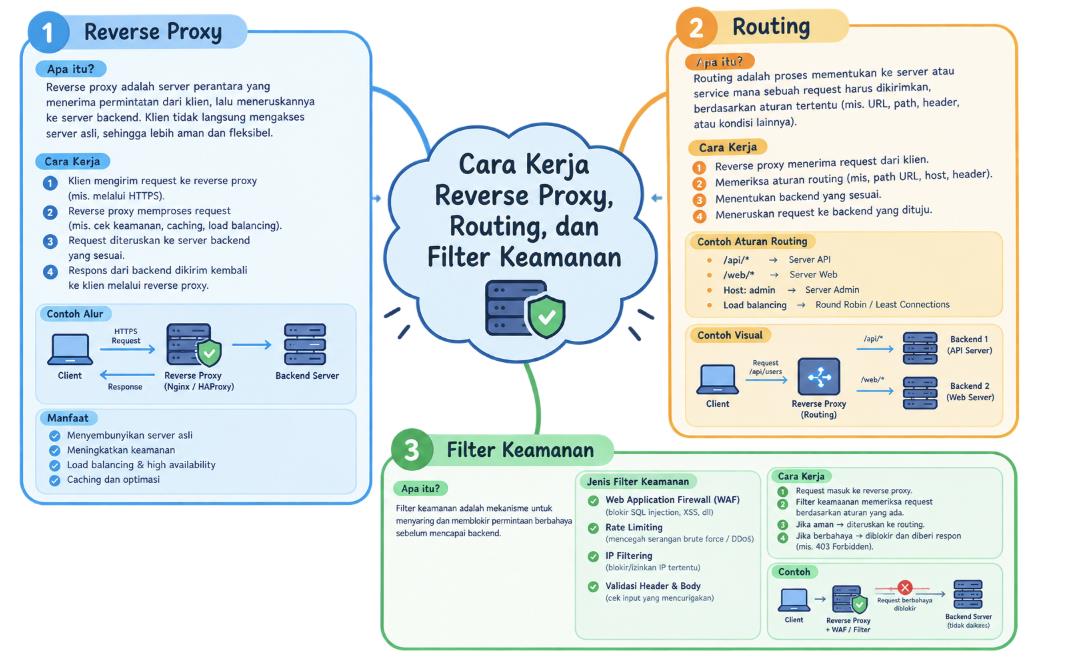 Cara Kerja
Reverse Proxy,
Routing, dan
Filter Keamanan
1 Reverse Proxy
Apa itu?
Reverse proxy adalah server perantara yang
menerima permintatan dari klien, lalu meneruskannya
ke server backend. Klien tidak langsung mengakses
server asli, sehingga lebih aman dan fleksibel.
Cara Kerja
1 Klien mengirim request ke reverse proxy
(mis. melalui HTTPS).
2 Reverse proxy memproses request
(mis. cek keamanan, caching, load balancing).
3 Request diteruskan ke server backend
yang sesuai.
4 Respons dari backend dikirim kembali
ke klien melalui reverse proxy.
Contoh Alur
HTTPS
Request
Response
Client
Reverse Proxy
(Nginx / HAProxy)
Backend Server
Manfaat
Menyembunyikan server asli
Meningkatkan keamanan
Load balancing & high availability
Caching dan optimasi
2 Routing
Apa itu?
Routing adalah proses mementukan ke server atau
service mana sebuah request harus dikirimkan,
berdasarkan aturan tertentu (mis. URL, path, header,
atau kondisi lainnya).
Cara Kerja
1 Reverse proxy menerima request dari klien.
2 Memeriksa aturan routing (mis, path URL, host, header).
3 Menentukan backend yang sesuai.
4 Meneruskan request ke backend yang dituju.
Contoh Aturan Routing
• /api/* → Server API
• /web/* → Server Web
• Host: admin → Server Admin
• Load balancing → Round Robin / Least Connections
Contoh Visual
Client
Request
/api/users
Reverse Proxy
(Routing)
/api/*
Backend 1
(API Server)
/web/*
Backend 2
(Web Server)
3 Filter Keamanan
Apa itu?
Filter keamanan adalah mekanisme untuk
menyaring dan memblokir permintaan berbahaya
sebelum mencapai backend.
Jenis Filter Keamanan
Web Application Firewall (WAF)
(blokir SQL injection, XSS, dll)
Rate Limiting
(mencegah serangan brute force / DDoS)
IP Filtering
(blokir/izinkan IP tertentu)
Validasi Header & Body
(cek input yang mencurigakan)
Cara Kerja
1 Request masuk ke reverse proxy.
2 Filter keamaanan memeriksa request
berdasarkan aturan yang ada.
3 Jika aman → diteruskan ke routing.
4 Jika berbahaya → diblokir dan diberi respon
(mis. 403 Forbidden).
Contoh
Client
Reverse Proxy
+ WAF / Filter
Request berbahaya
diblokir
Backend Server
(tidak